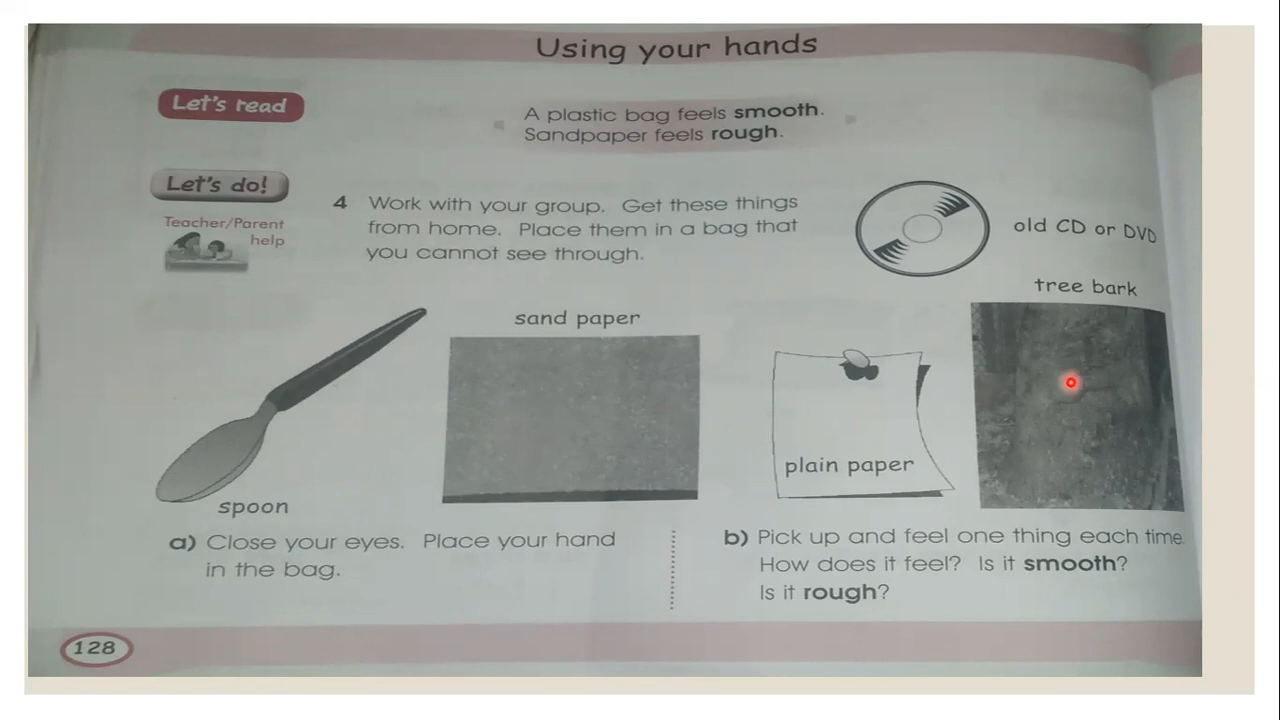 Using your hands
Let's read
A plastic bag feels smooth.
Sandpaper feels rough.
Let's do!
Teacher/Parent
help
4 Work with your group. Get these things
from home. Place them in a bag that
you cannot see through.
old CD or DVD
tree bark
sand paper
plain paper
spoon
a) Close your eyes. Place your hand
in the bag.
b) Pick up and feel one thing each time.
How does it feel? Is it smooth?
Is it rough?
128